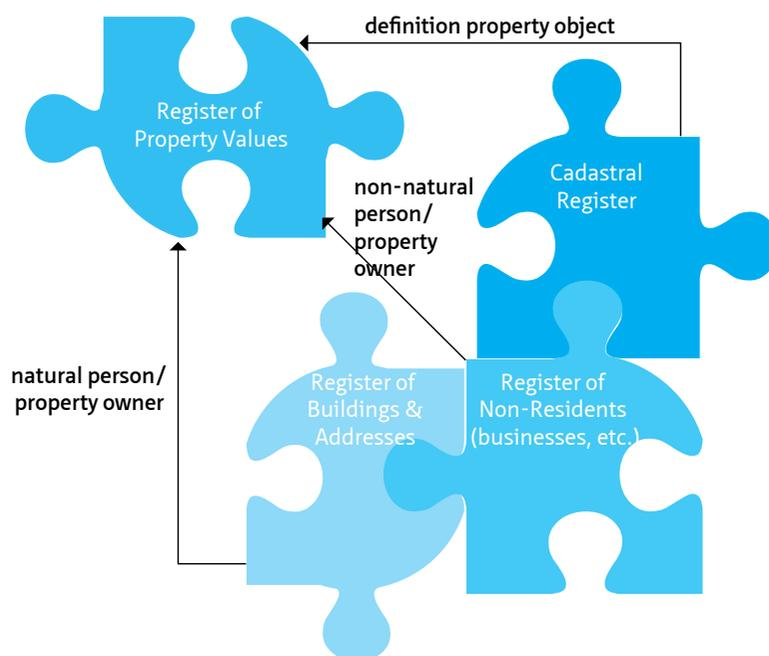 definition property object
Register of
Property Values
Cadastral
Register
non-natural
person/
property
owner
natural person/
property owner
Register of
Buildings &
Addresses
Register of
Non-Residents
(businesses, etc.)